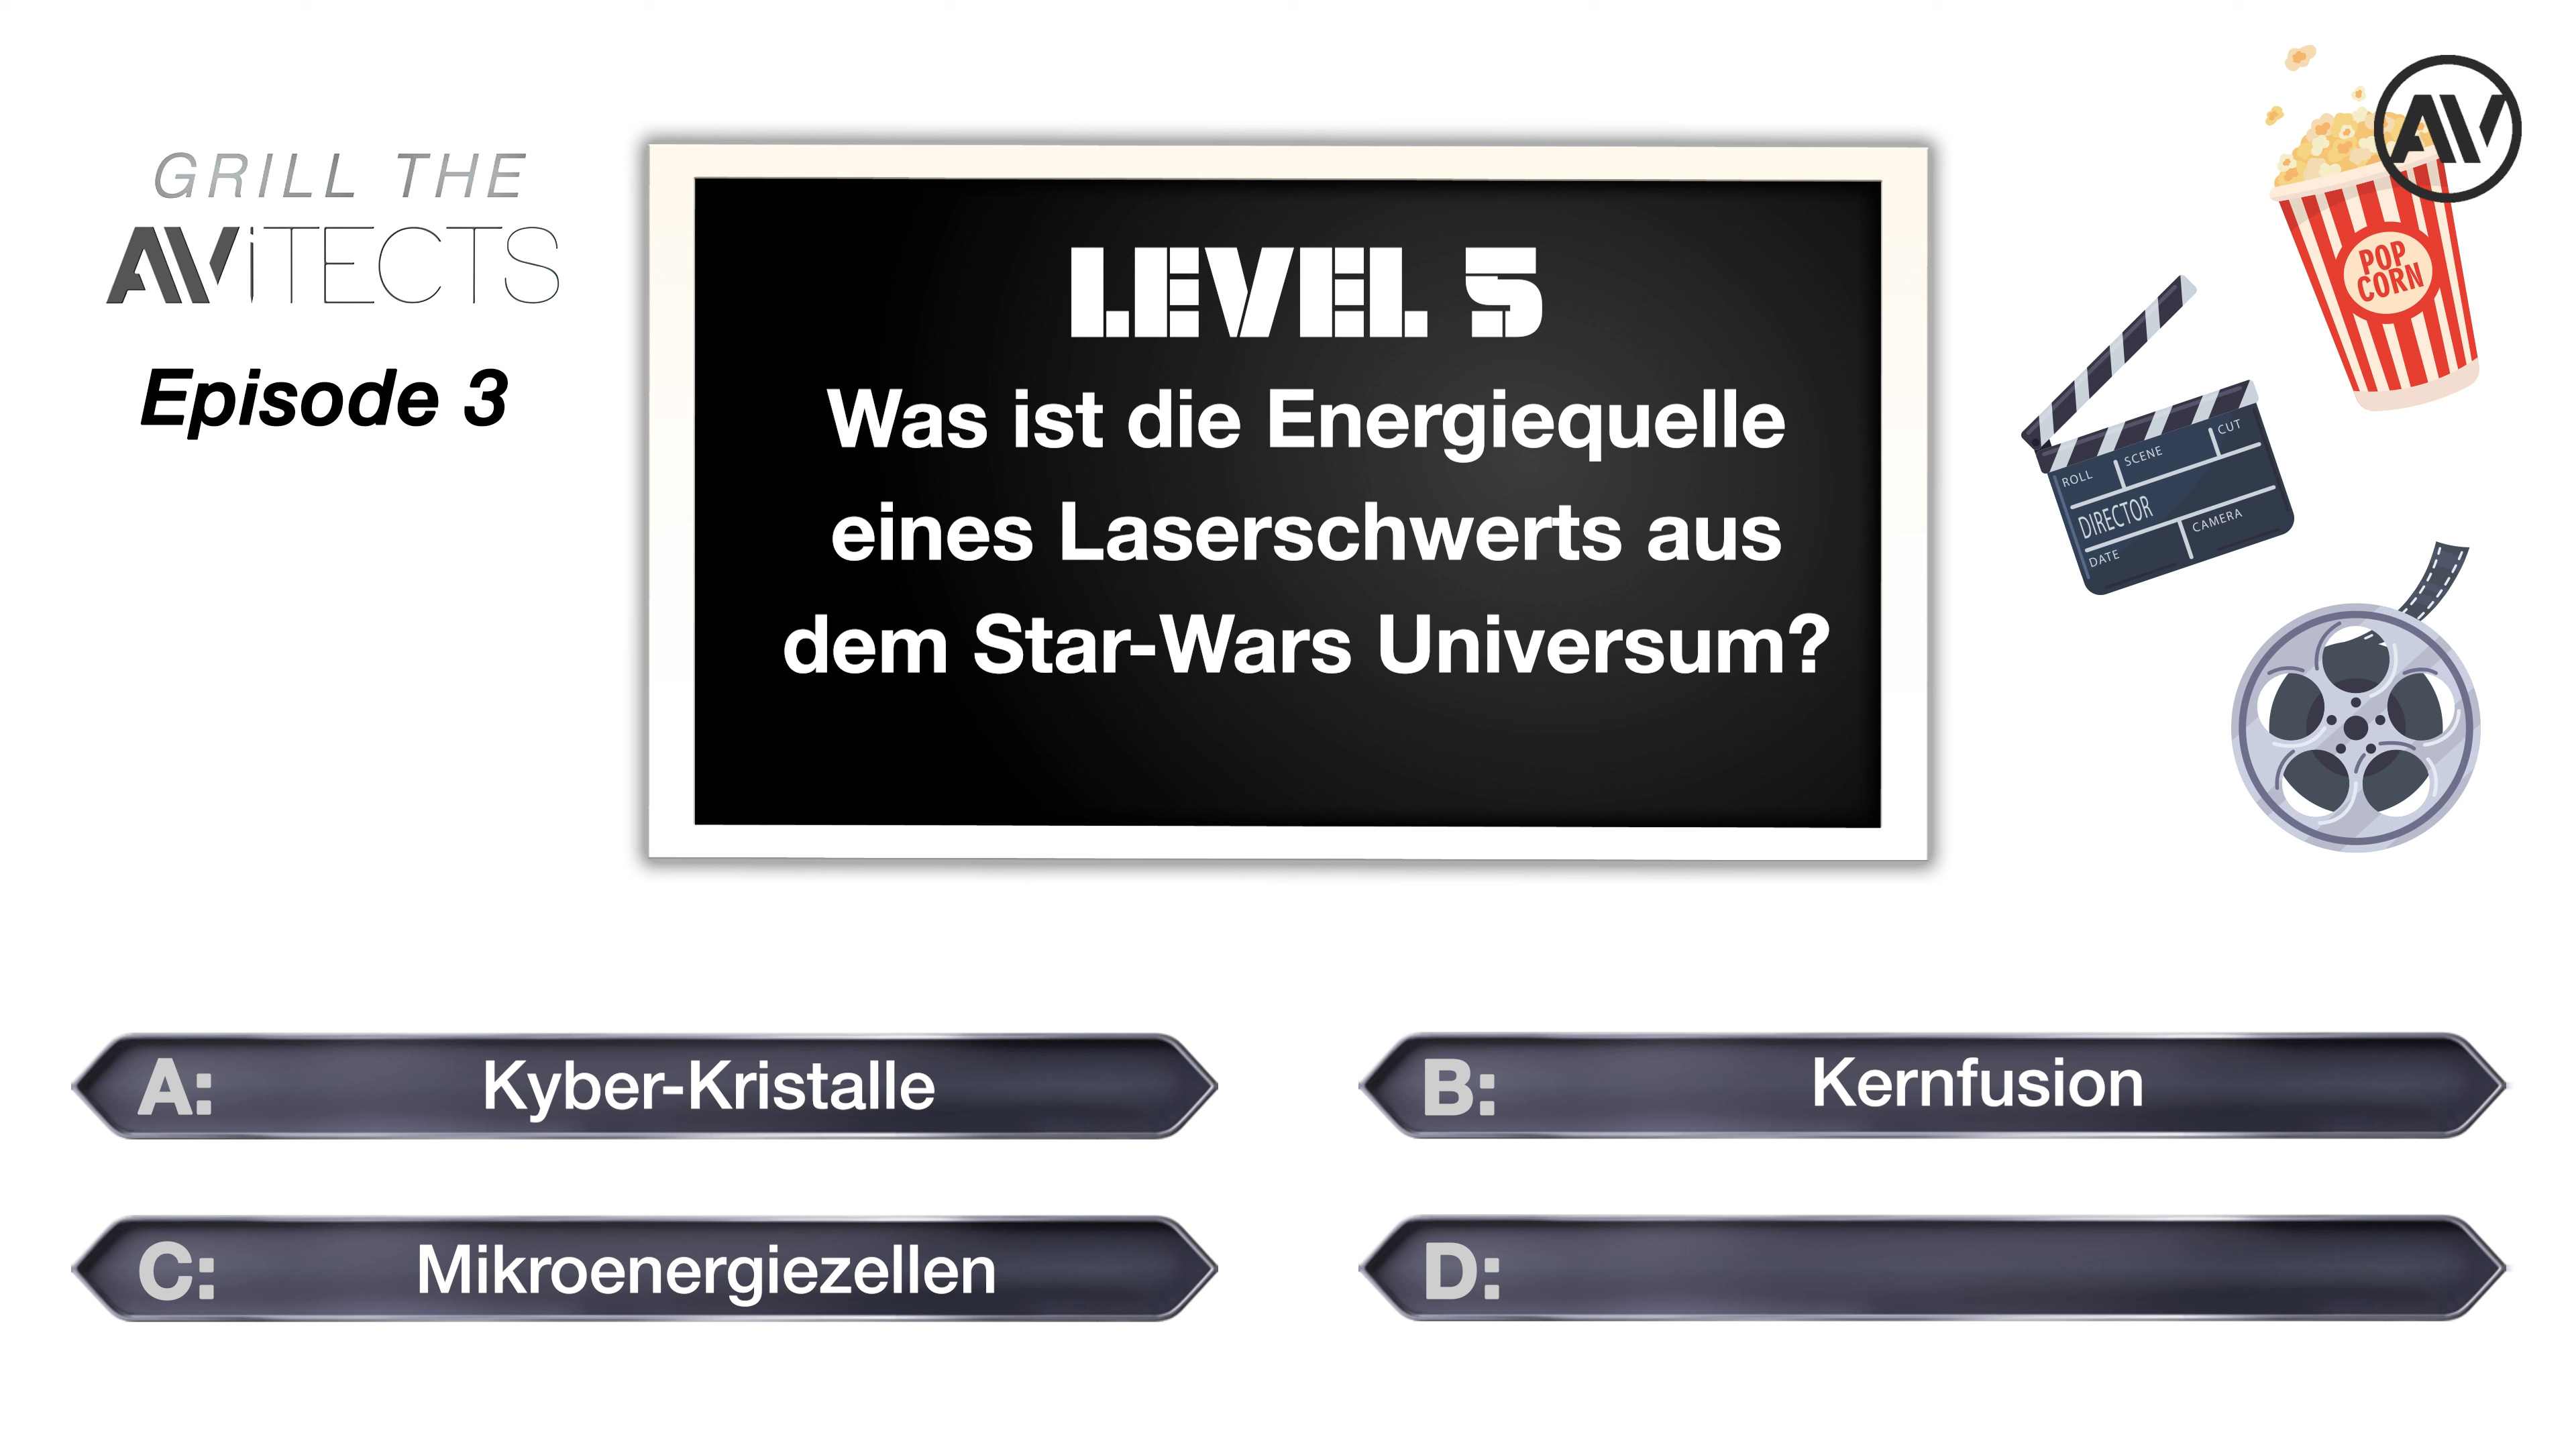 GRILL THE
AViTECTS
Episode 3
LEVEL 5
Was ist die Energiequelle
eines Laserschwerts aus
dem Star-Wars Universum?
AV
POP
CORN
ROLL
SCENE
CUT
DIRECTOR
DATE
CAMERA
A: Kyber-Kristalle
B: Kernfusion
C: Mikroenergiezellen
D: